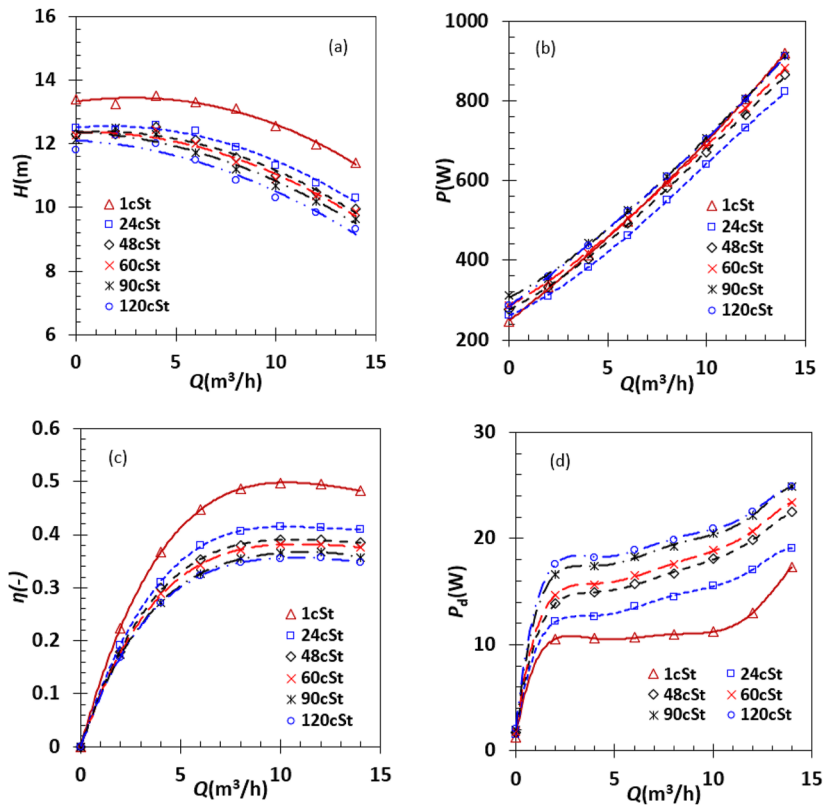 (a)
16
14
12
10
8
6
H(m)
0
5
10
15
Q(m³/h)
1cSt
24cSt
48cSt
60cSt
90cSt
120cSt
(b)
1000
800
600
400
200
P(W)
0
5
10
15
Q(m³/h)
1cSt
24cSt
48cSt
60cSt
90cSt
120cSt
(c)
0.6
0.5
0.4
0.3
0.2
0.1
0
η(-)
0
5
10
15
Q(m³/h)
1cSt
24cSt
48cSt
60cSt
90cSt
120cSt
(d)
30
20
10
0
Pd(W)
0
5
10
15
Q(m³/h)
1cSt 24cSt
48cSt 60cSt
90cSt 120cSt